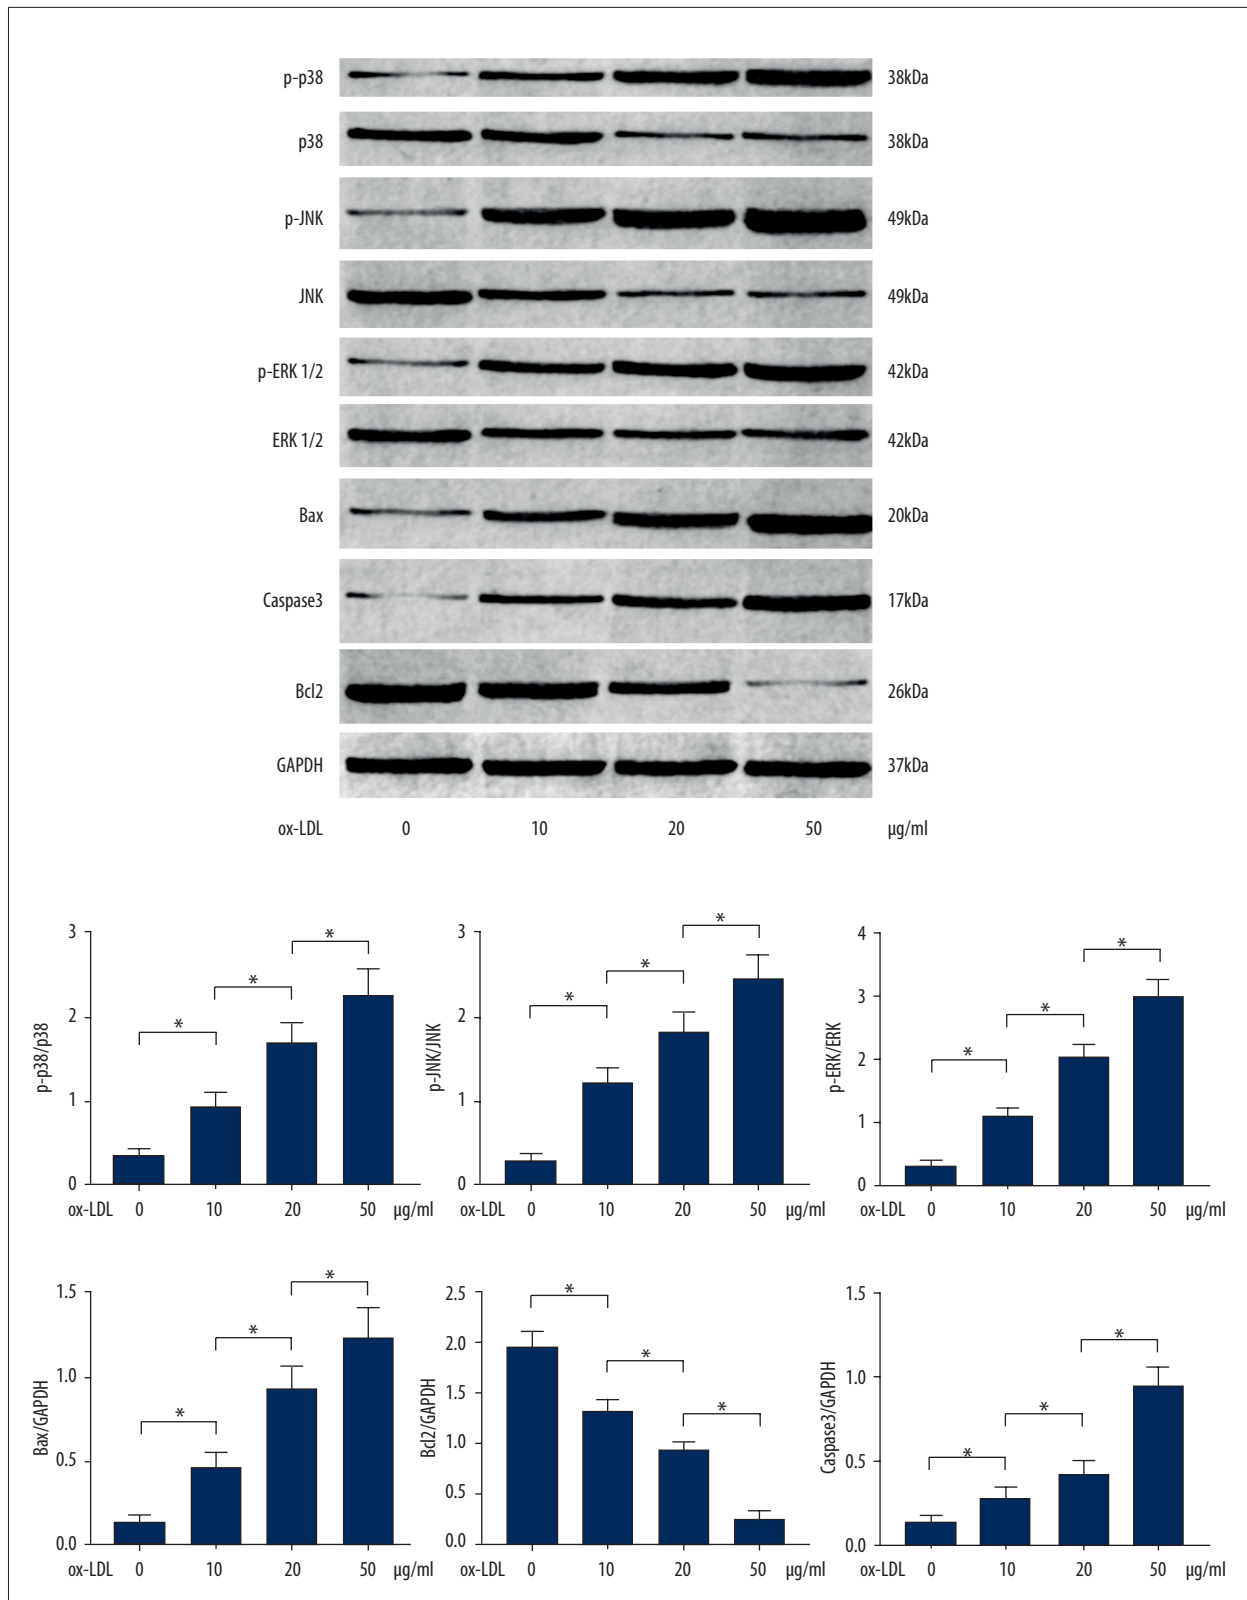 p-p38 38kDa
p38 38kDa
p-JNK 49kDa
JNK 49kDa
p-ERK 1/2 42kDa
ERK 1/2 42kDa
Bax 20kDa
Caspase3 17kDa
Bcl2 26kDa
GAPDH 37kDa
ox-LDL 0 10 20 50 µg/ml
p-p38/p38
3
2
1
0
* * *
ox-LDL 0 10 20 50 µg/ml
p-JNK/JNK
3
2
1
0
* * *
ox-LDL 0 10 20 50 µg/ml
p-ERK/ERK
4
3
2
1
0
* * *
ox-LDL 0 10 20 50 µg/ml
Bax/GAPDH
1.5
1.0
0.5
0.0
* * *
ox-LDL 0 10 20 50 µg/ml
Bcl2/GAPDH
2.5
2.0
1.5
1.0
0.5
0.0
* * *
ox-LDL 0 10 20 50 µg/ml
Caspase3/GAPDH
1.5
1.0
0.5
0.0
* * *
ox-LDL 0 10 20 50 µg/ml